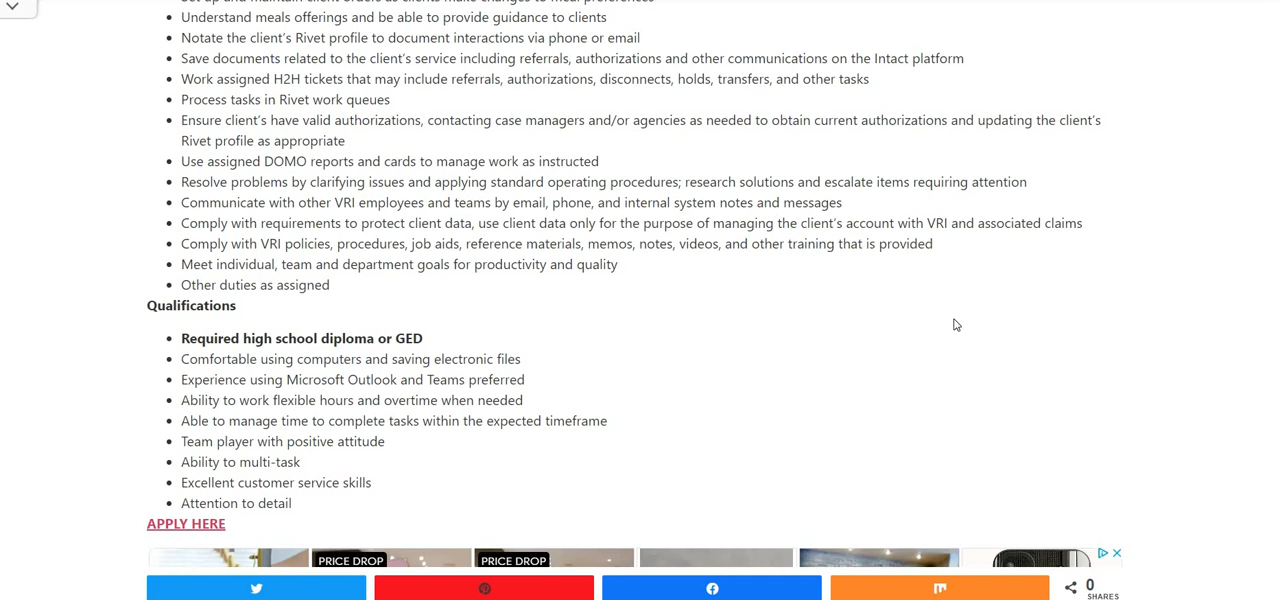 Set up and maintain client orders as clients make changes to meal preferences
Understand meals offerings and be able to provide guidance to clients
Notate the client's Rivet profile to document interactions via phone or email
Save documents related to the client's service including referrals, authorizations and other communications on the Intact platform
Work assigned H2H tickets that may include referrals, authorizations, disconnects, holds, transfers, and other tasks
Process tasks in Rivet work queues
Ensure client's have valid authorizations, contacting case managers and/or agencies as needed to obtain current authorizations and updating the client's
Rivet profile as appropriate
Use assigned DOMO reports and cards to manage work as instructed
Resolve problems by clarifying issues and applying standard operating procedures; research solutions and escalate items requiring attention
Communicate with other VRI employees and teams by email, phone, and internal system notes and messages
Comply with requirements to protect client data, use client data only for the purpose of managing the client's account with VRI and associated claims
Comply with VRI policies, procedures, job aids, reference materials, memos, notes, videos, and other training that is provided
Meet individual, team and department goals for productivity and quality
Other duties as assigned
Qualifications
Required high school diploma or GED
Comfortable using computers and saving electronic files
Experience using Microsoft Outlook and Teams preferred
Ability to work flexible hours and overtime when needed
Able to manage time to complete tasks within the expected timeframe
Team player with positive attitude
Ability to multi-task
Excellent customer service skills
Attention to detail
APPLY HERE
PRICE DROP PRICE DROP
0
SHARES